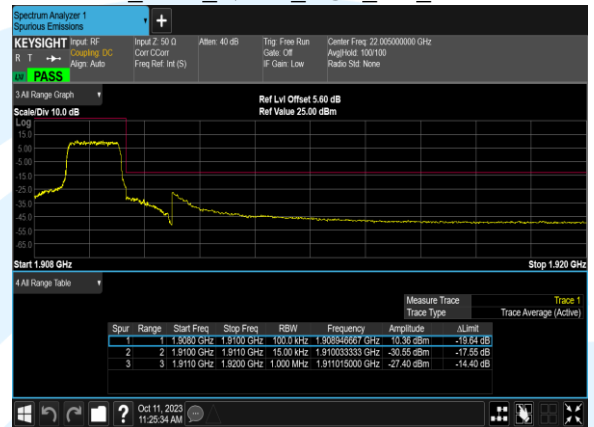 Spectrum Analyzer 1
Spurious Emissions
KEYSIGHT Input: RF Input Z: 50 Ω Atten: 40 dB Trig: Free Run Center Freq: 22.005000000 GHz
R T Coupling: DC Corr CCorr Gate: Off Avg|Hold: 100/100
Align: Auto Freq Ref: Int (S) IF Gain: Low Radio Std: None
LV PASS
3 All Range Graph
Ref Lvl Offset 5.60 dB
Scale/Div 10.0 dB Ref Value 25.00 dBm
Log
15.0
5.00
-5.00
-15.0
-25.0
-35.0
-45.0
-55.0
-65.0
Start 1.908 GHz Stop 1.920 GHz
4 All Range Table
Measure Trace Trace 1
Trace Type Trace Average (Active)
Spur Range Start Freq Stop Freq RBW Frequency Amplitude ΔLimit
1 1 1.9080 GHz 1.9100 GHz 100.0 kHz 1.908946667 GHz 10.36 dBm -19.64 dB
2 2 1.9100 GHz 1.9110 GHz 15.00 kHz 1.910033333 GHz -30.55 dBm -17.55 dB
3 3 1.9110 GHz 1.9200 GHz 1.000 MHz 1.911015000 GHz -27.40 dBm -14.40 dB
Oct 11, 2023
11:25:34 AM